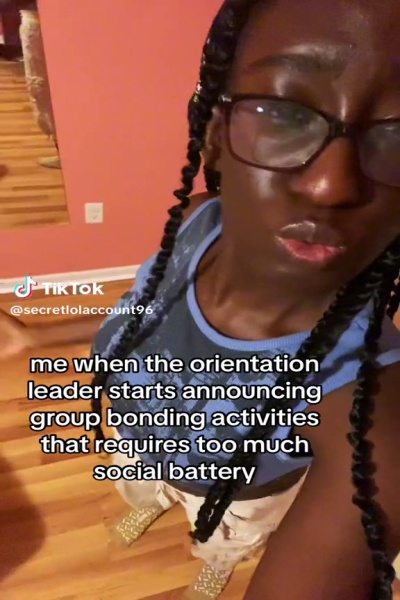 TikTok
@secretlolaccount96
me when the orientation
leader starts announcing
group bonding activities
that requires too much
social battery